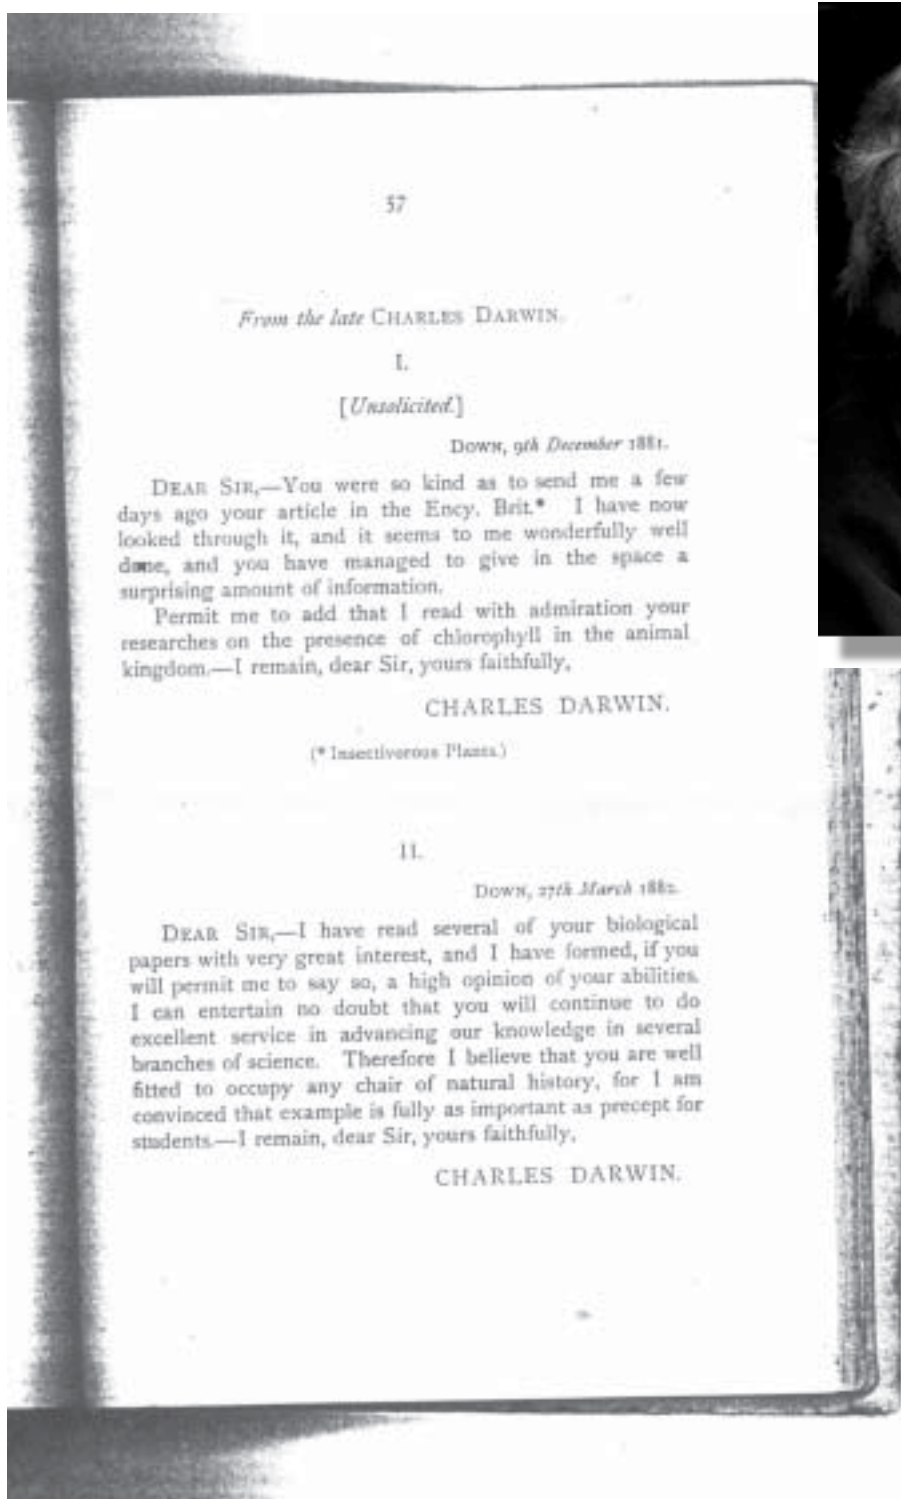 57
From the late CHARLES DARWIN.
I.
[Unsolicited.]
DOWN, 9th December 1881.
DEAR SIR,—You were so kind as to send me a few
days ago your article in the Ency. Brit.* I have now
looked through it, and it seems to me wonderfully well
done, and you have managed to give in the space a
surprising amount of information.
Permit me to add that I read with admiration your
researches on the presence of chlorophyll in the animal
kingdom.—I remain, dear Sir, yours faithfully,
CHARLES DARWIN.
(* Insectivorous Plants.)
II.
DOWN, 27th March 1882.
DEAR SIR,—I have read several of your biological
papers with very great interest, and I have formed, if you
will permit me to say so, a high opinion of your abilities.
I can entertain no doubt that you will continue to do
excellent service in advancing our knowledge in several
branches of science. Therefore I believe that you are well
fitted to occupy any chair of natural history, for I am
convinced that example is fully as important as precept for
students.—I remain, dear Sir, yours faithfully,
CHARLES DARWIN.